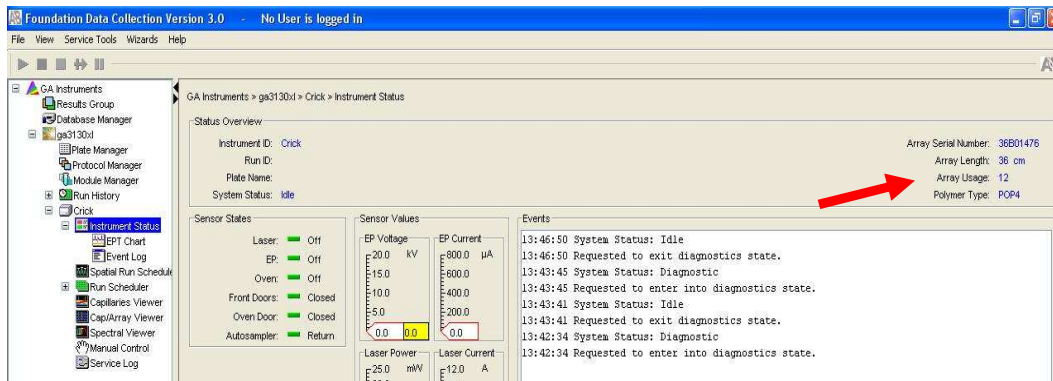 Foundation Data Collection Version 3.0 - No User is logged in
File View Service Tools Wizards Help
GA Instruments
Results Group
Database Manager
ga3130xl
Plate Manager
Protocol Manager
Module Manager
Run History
Crick
Instrument Status
EPT Chart
Event Log
Spatial Run Schedule
Run Scheduler
Capillaries Viewer
Cap/Array Viewer
Spectral Viewer
Manual Control
Service Log
GA Instruments > ga3130xl > Crick > Instrument Status
Status Overview
Instrument ID: Crick
Run ID:
Plate Name:
System Status: Idle
Array Serial Number: 36B01476
Array Length: 36 cm
Array Usage: 12
Polymer Type: POP4
Sensor States
Laser: Off
EP: Off
Oven: Off
Front Doors: Closed
Oven Door: Closed
Autosampler: Return
Sensor Values
EP Voltage
20.0 kV
15.0
10.0
5.0
0.0 0.0
EP Current
800.0 µA
600.0
400.0
200.0
0.0
Laser Power
25.0 mW
Laser Current
12.0 A
Events
13:46:50 System Status: Idle
13:46:50 Requested to exit diagnostics state.
13:43:45 System Status: Diagnostic
13:43:45 Requested to enter into diagnostics state.
13:43:41 System Status: Idle
13:43:41 Requested to exit diagnostics state.
13:42:34 System Status: Diagnostic
13:42:34 Requested to enter into diagnostics state.